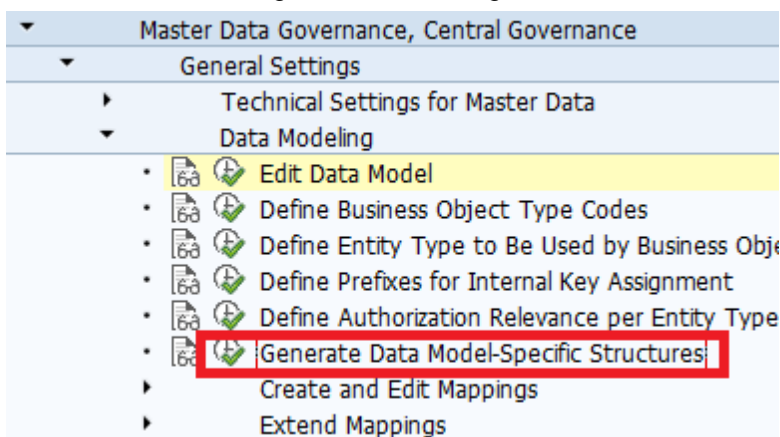 Master Data Governance, Central Governance
General Settings
Technical Settings for Master Data
Data Modeling
Edit Data Model
Define Business Object Type Codes
Define Entity Type to Be Used by Business Obje
Define Prefixes for Internal Key Assignment
Define Authorization Relevance per Entity Type
Generate Data Model-Specific Structures
Create and Edit Mappings
Extend Mappings